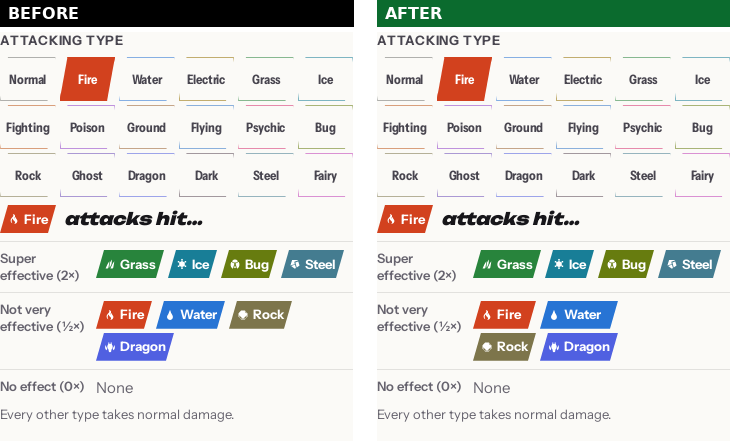 BEFORE
ATTACKING TYPE
Normal Fire Water Electric Grass Ice
Fighting Poison Ground Flying Psychic Bug
Rock Ghost Dragon Dark Steel Fairy
Fire attacks hit...
Super effective (2×) Grass Ice Bug Steel
Not very effective (½×) Fire Water Rock
Dragon
No effect (0×) None
Every other type takes normal damage.
AFTER
ATTACKING TYPE
Normal Fire Water Electric Grass Ice
Fighting Poison Ground Flying Psychic Bug
Rock Ghost Dragon Dark Steel Fairy
Fire attacks hit...
Super effective (2×) Grass Ice Bug Steel
Not very effective (½×) Fire Water
Rock Dragon
No effect (0×) None
Every other type takes normal damage.